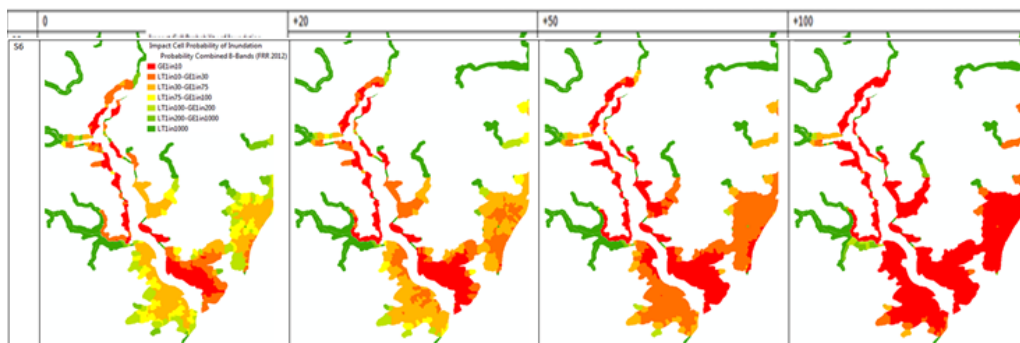 0 +20 +50 +100
S6
Impact Cell Probability of Inundation
Probability Combined 8-Bands (FRR 2012)
GE1in10
LT1in10-GE1in30
LT1in30-GE1in75
LT1in75-GE1in100
LT1in100-GE1in200
LT1in200-GE1in1000
LT1in1000